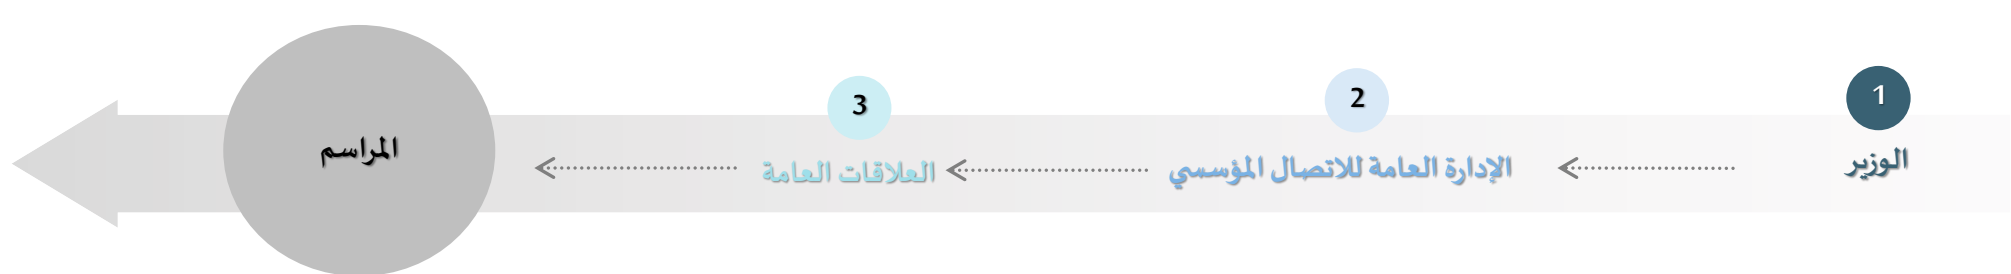 1
الوزير
2
الإدارة العامة للاتصال المؤسسي
3
العلاقات العامة
المراسم